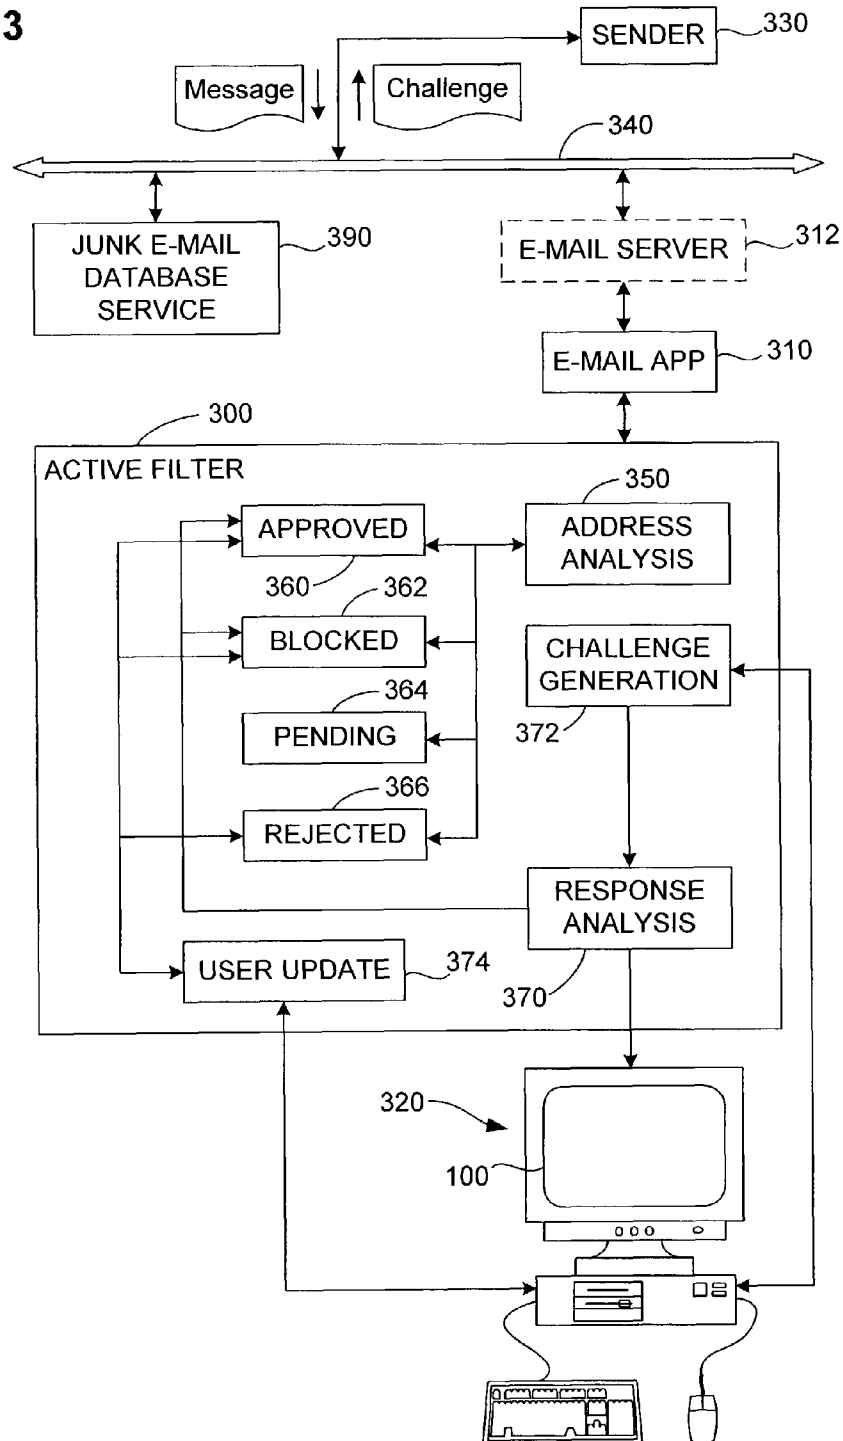 3
SENDER
330
Message
Challenge
340
JUNK E-MAIL
DATABASE
SERVICE
390
E-MAIL SERVER
312
E-MAIL APP
310
300
ACTIVE FILTER
350
APPROVED
ADDRESS
ANALYSIS
360
362
BLOCKED
CHALLENGE
GENERATION
364
PENDING
372
366
REJECTED
RESPONSE
ANALYSIS
USER UPDATE
374
370
320
100